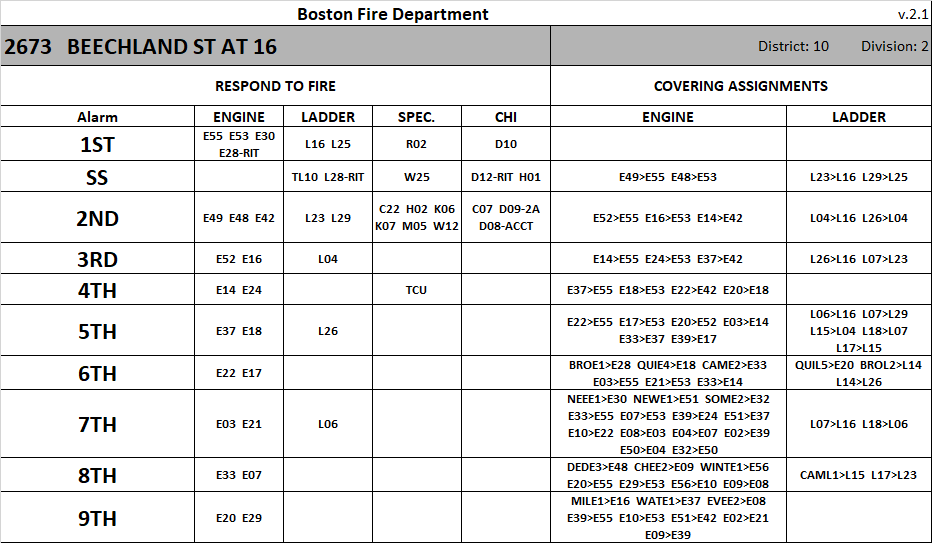 Boston Fire Department v.2.1
2673 BEECHLAND ST AT 16 District: 10 Division: 2
RESPOND TO FIRE COVERING ASSIGNMENTS
Alarm ENGINE LADDER SPEC. CHI ENGINE LADDER
1ST E55 E53 E30
E28-RIT L16 L25 R02 D10
SS TL10 L28-RIT W25 D12-RIT H01 E49>E55 E48>E53 L23>L16 L29>L25
2ND E49 E48 E42 L23 L29 C22 H02 K06
K07 M05 W12 C07 D09-2A
D08-ACCT E52>E55 E16>E53 E14>E42 L04>L16 L26>L04
3RD E52 E16 L04 E14>E55 E24>E53 E37>E42 L26>L16 L07>L23
4TH E14 E24 TCU E37>E55 E18>E53 E22>E42 E20>E18
5TH E37 E18 L26 E22>E55 E17>E53 E20>E52 E03>E14
E33>E37 E39>E17 L06>L16 L07>L29
L15>L04 L18>L07
L17>L15
6TH E22 E17 BROE1>E28 QUIE4>E18 CAME2>E33
E03>E55 E21>E53 E33>E14 QUIL5>E20 BROL2>L14
L14>L26
7TH E03 E21 L06 NEEE1>E30 NEWE1>E51 SOME2>E32
E33>E55 E07>E53 E39>E24 E51>E37
E10>E22 E08>E03 E04>E07 E02>E39
E50>E04 E32>E50 L07>L16 L18>L06
8TH E33 E07 DEDE3>E48 CHEE2>E09 WINTE1>E56
E20>E55 E29>E53 E56>E10 E09>E08 CAML1>L15 L17>L23
9TH E20 E29 MILE1>E16 WATE1>E37 EVEE2>E08
E39>E55 E10>E53 E51>E42 E02>E21
E09>E39